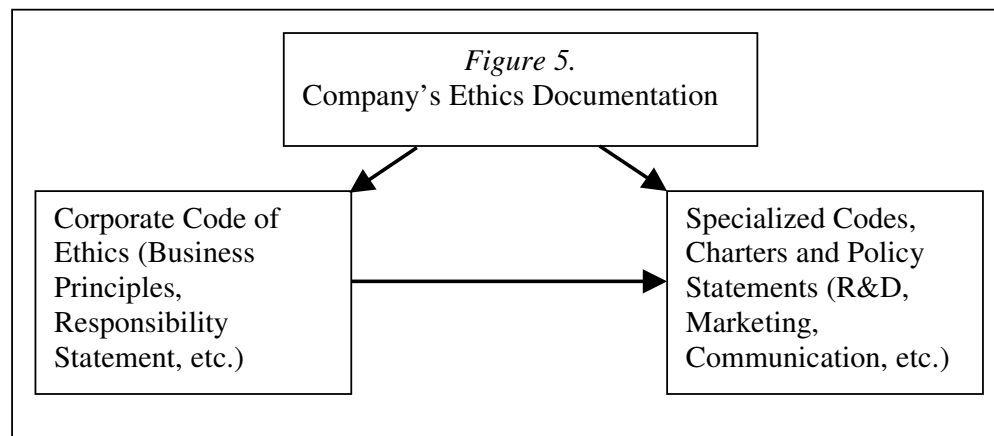 Figure 5.
Company’s Ethics Documentation
Corporate Code of
Ethics (Business
Principles,
Responsibility
Statement, etc.)
Specialized Codes,
Charters and Policy
Statements (R&D,
Marketing,
Communication, etc.)